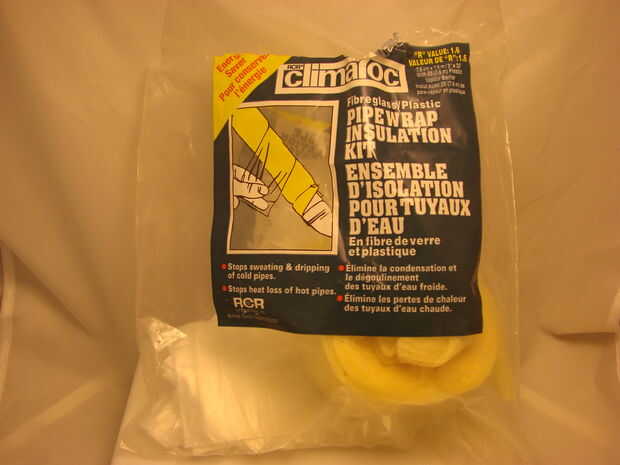 Energy
Saver
Pour conserver
l'énergie
RCR
climaloc
"R" VALUE: 1.6
VALEUR DE "R": 1.6
Fibreglass/Plastic
PIPEWRAP
INSULATION
KIT
ENSEMBLE
D'ISOLATION
POUR TUYAUX
D'EAU
En fibre de verre
et plastique
• Stops sweating & dripping
of cold pipes.
• Stops heat loss of hot pipes.
• Élimine la condensation et
le dégoulinement
des tuyaux d'eau froide.
• Élimine les pertes de chaleur
des tuyaux d'eau chaude.
RCR